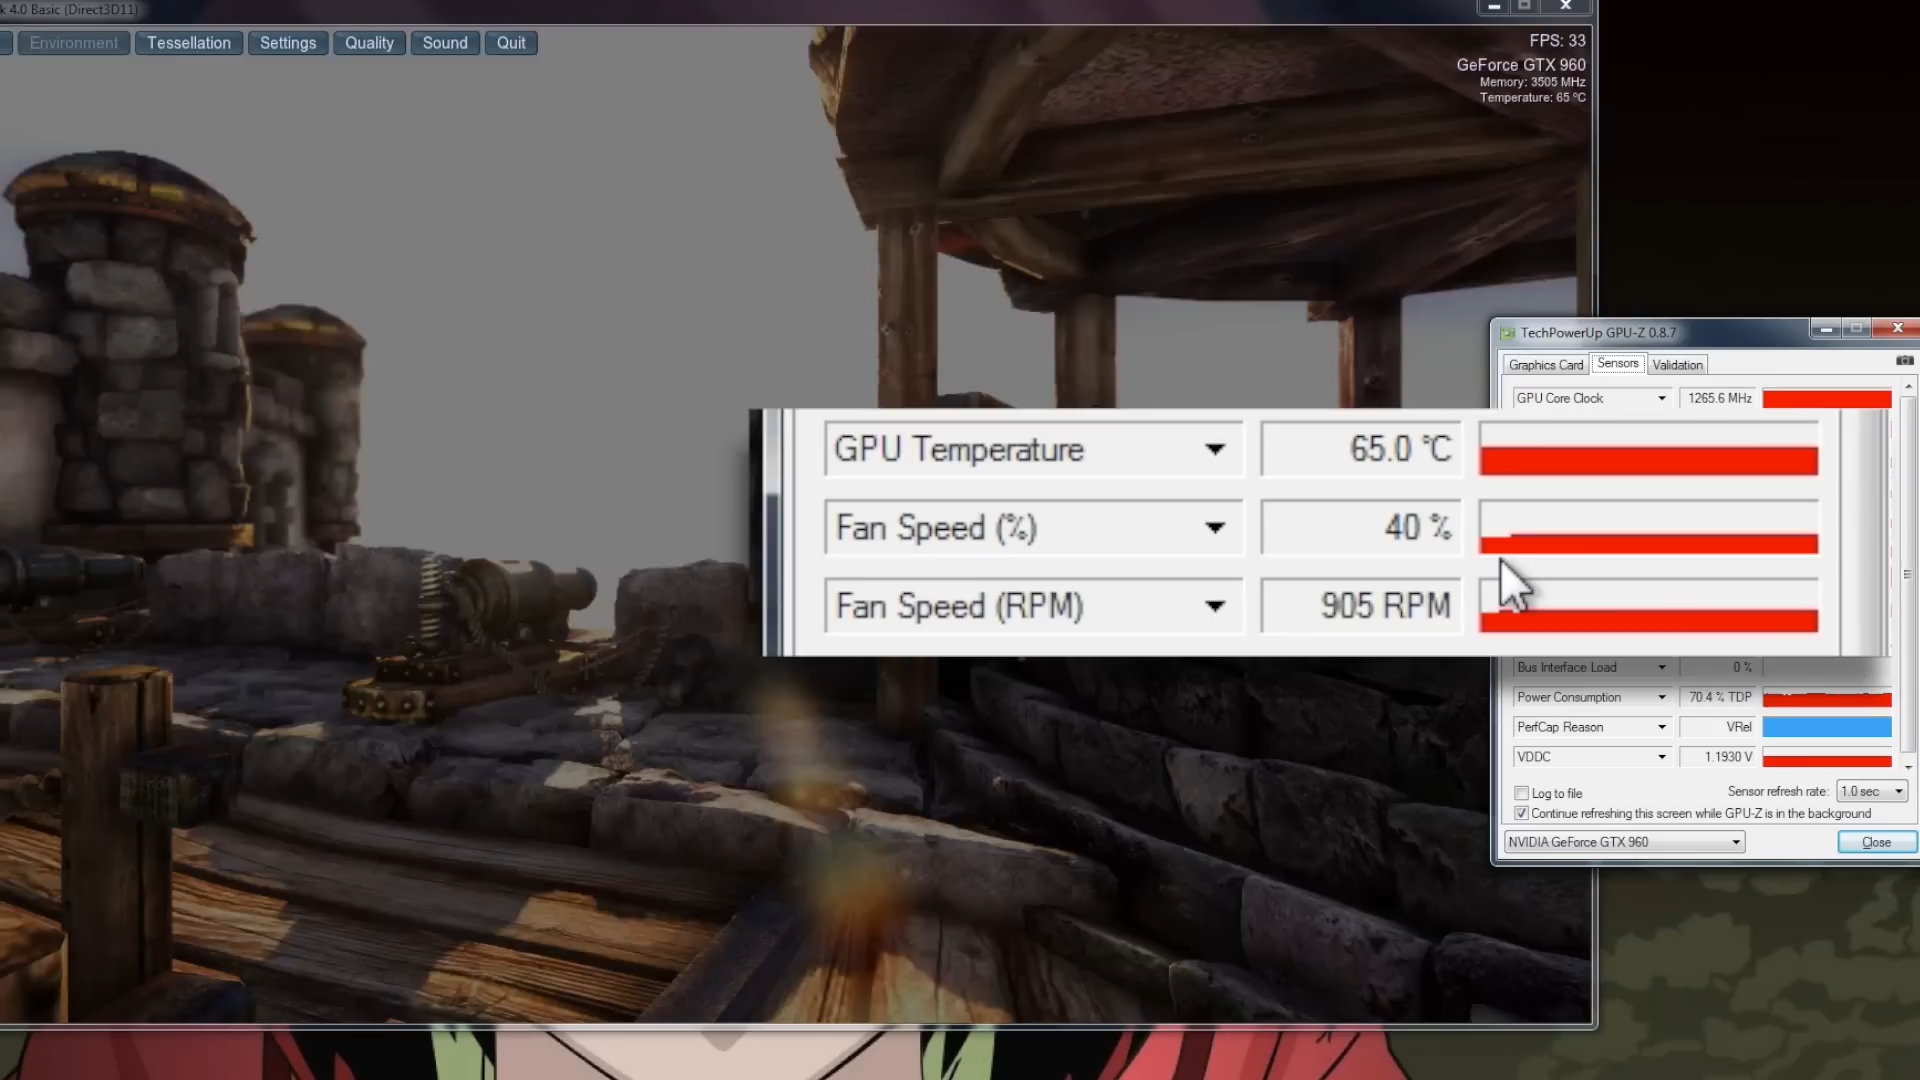 k 4.0 Basic (Direct3D11)
Environment
Tessellation
Settings
Quality
Sound
Quit
FPS: 33
GeForce GTX 960
Memory: 3505 MHz
Temperature: 65 °C
TechPowerUp GPU-Z 0.8.7
Graphics Card
Sensors
Validation
GPU Core Clock
1265.6 MHz
GPU Temperature
65.0 °C
Fan Speed (%)
40 %
Fan Speed (RPM)
905 RPM
Bus Interface Load
0 %
Power Consumption
70.4 % TDP
PerfCap Reason
VRel
VDDC
1.1930 V
Log to file
Sensor refresh rate:
1.0 sec
Continue refreshing this screen while GPU-Z is in the background
NVIDIA GeForce GTX 960
Close